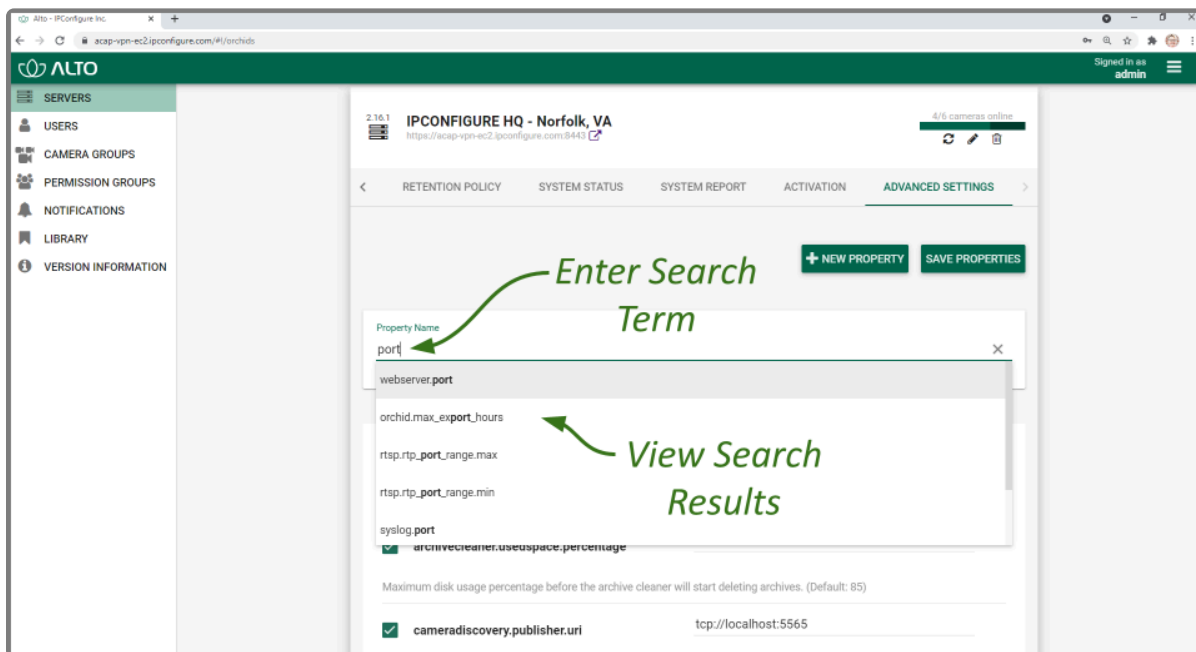 Alto - IPConfigure Inc.
acap-vpn-ec2.ipconfigure.com/#!/orchids
ALTO
Signed in as
admin
SERVERS
USERS
CAMERA GROUPS
PERMISSION GROUPS
NOTIFICATIONS
LIBRARY
VERSION INFORMATION
2.16.1
IPCONFIGURE HQ - Norfolk, VA
https://acap-vpn-ec2.ipconfigure.com:8443
4/6 cameras online
RETENTION POLICY
SYSTEM STATUS
SYSTEM REPORT
ACTIVATION
ADVANCED SETTINGS
NEW PROPERTY
SAVE PROPERTIES
Enter Search
Term
Property Name
port
webserver.port
orchid.max_export_hours
rtsp.rtp_port_range.max
rtsp.rtp_port_range.min
syslog.port
View Search
Results
archivecleaner.usedspace.percentage
Maximum disk usage percentage before the archive cleaner will start deleting archives. (Default: 85)
cameradiscovery.publisher.uri
tcp://localhost:5565